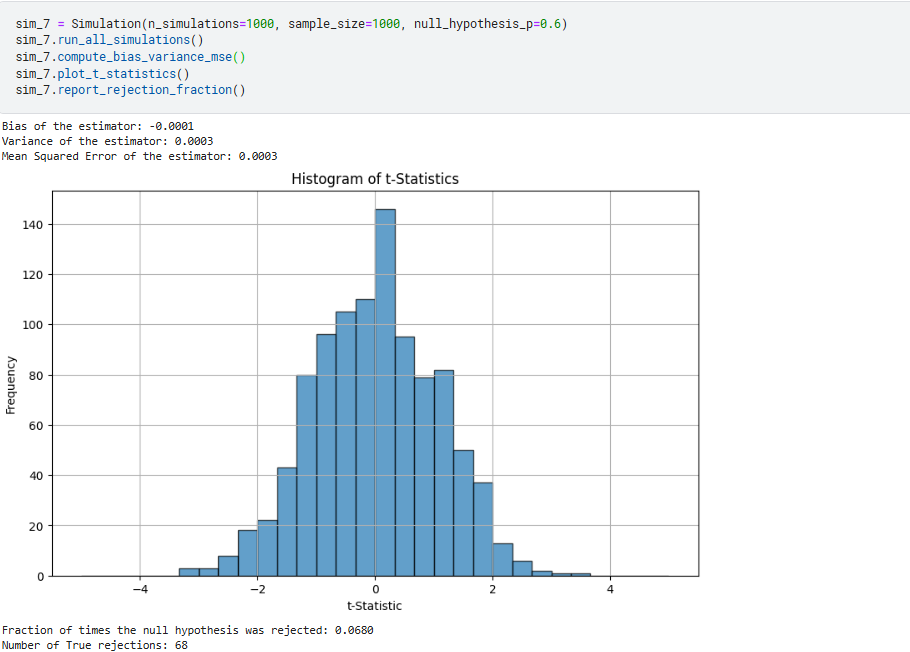 sim_7 = Simulation(n_simulations=1000, sample_size=1000, null_hypothesis_p=0.6)
sim_7.run_all_simulations()
sim_7.compute_bias_variance_mse()
sim_7.plot_t_statistics()
sim_7.report_rejection_fraction()
Bias of the estimator: -0.0001
Variance of the estimator: 0.0003
Mean Squared Error of the estimator: 0.0003
Histogram of t-Statistics
140
120
100
80
60
40
20
0
Frequency
−4 −2 0 2 4
t-Statistic
Fraction of times the null hypothesis was rejected: 0.0680
Number of True rejections: 68